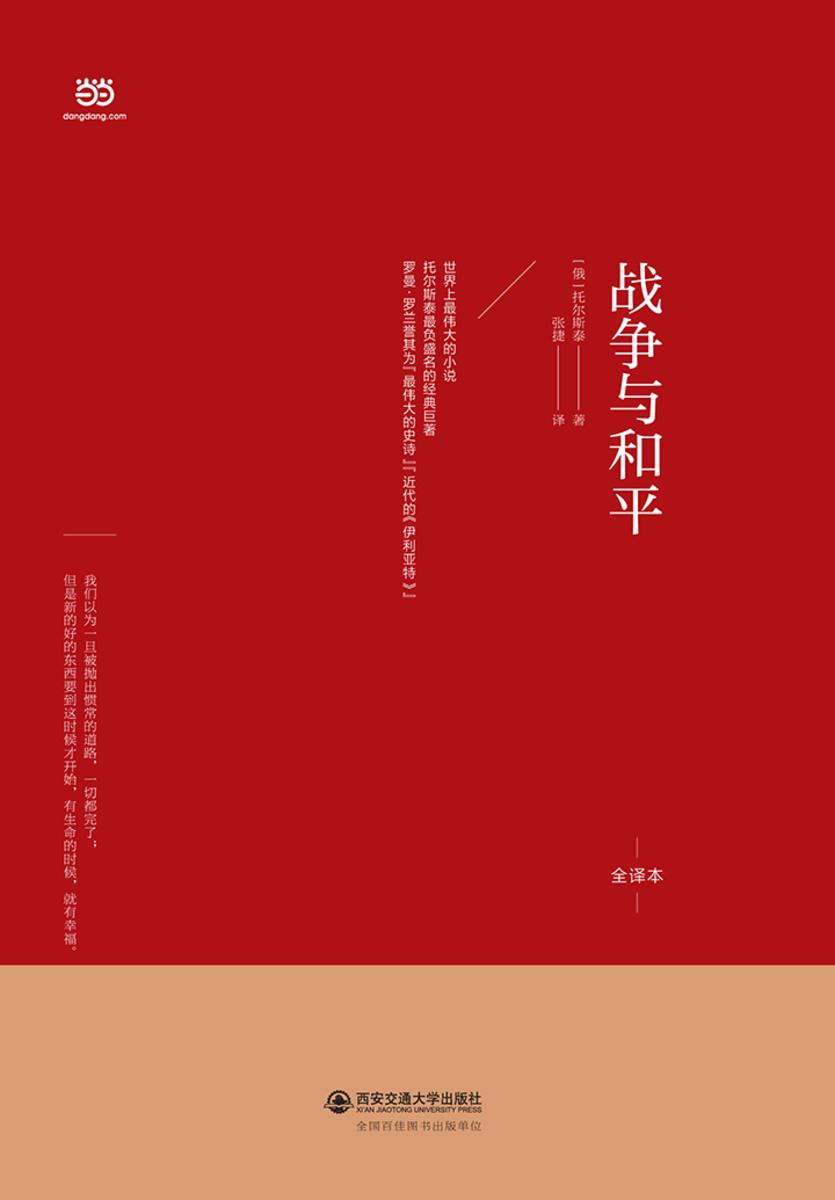 当当
dangdang.com
战争与和平
[俄]托尔斯泰——著
张捷——译
世界上最伟大的小说
托尔斯泰最负盛名的经典巨著
罗曼·罗兰誉其为『最伟大的史诗』『近代的《伊利亚特》』
我们以为一旦被抛出惯常的道路，一切都完了；
但是新的好的东西要到这时候才开始，有生命的时候，就有幸福。
全译本
西安交通大学出版社
XI'AN JIAOTONG UNIVERSITY PRESS
全国百佳图书出版单位